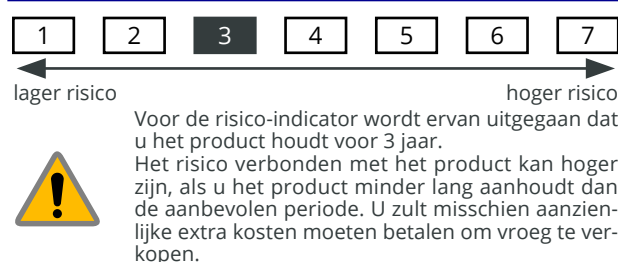 1 2 3 4 5 6 7
lager risico hoger risico
Voor de risico-indicator wordt ervan uitgegaan dat
u het product houdt voor 3 jaar.
Het risico verbonden met het product kan hoger
zijn, als u het product minder lang aanhoudt dan
de aanbevolen periode. U zult misschien aanzien-
lijke extra kosten moeten betalen om vroeg te ver-
kopen.